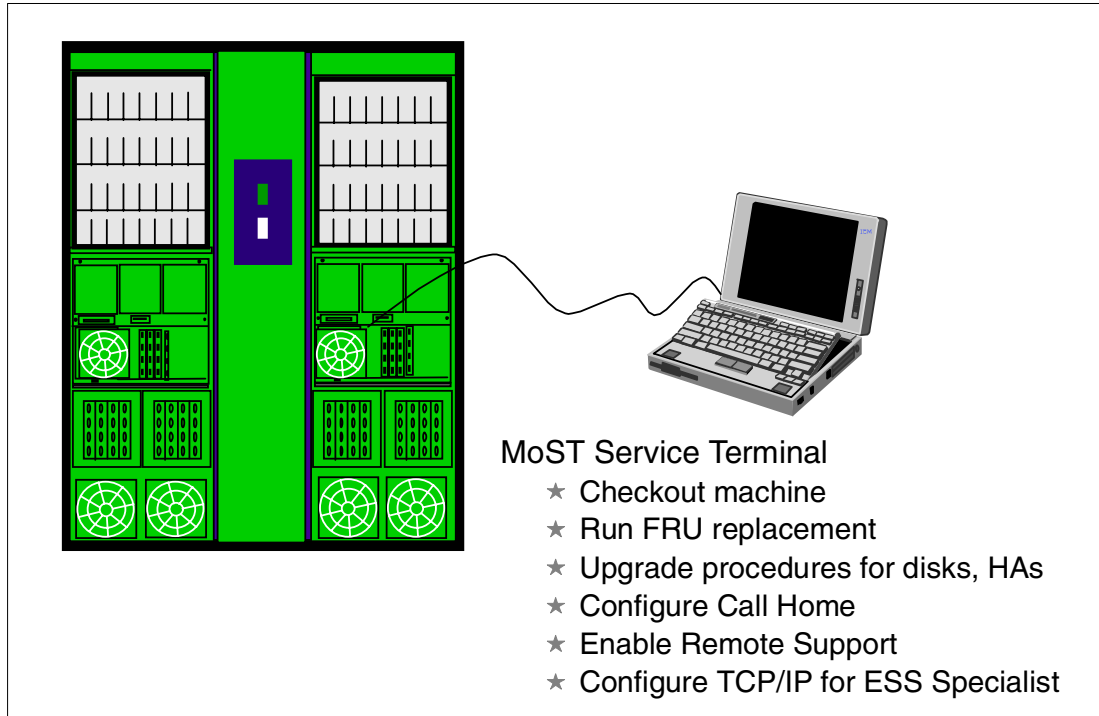 IBM
MoST Service Terminal
★ Checkout machine
★ Run FRU replacement
★ Upgrade procedures for disks, HAs
★ Configure Call Home
★ Enable Remote Support
★ Configure TCP/IP for ESS Specialist